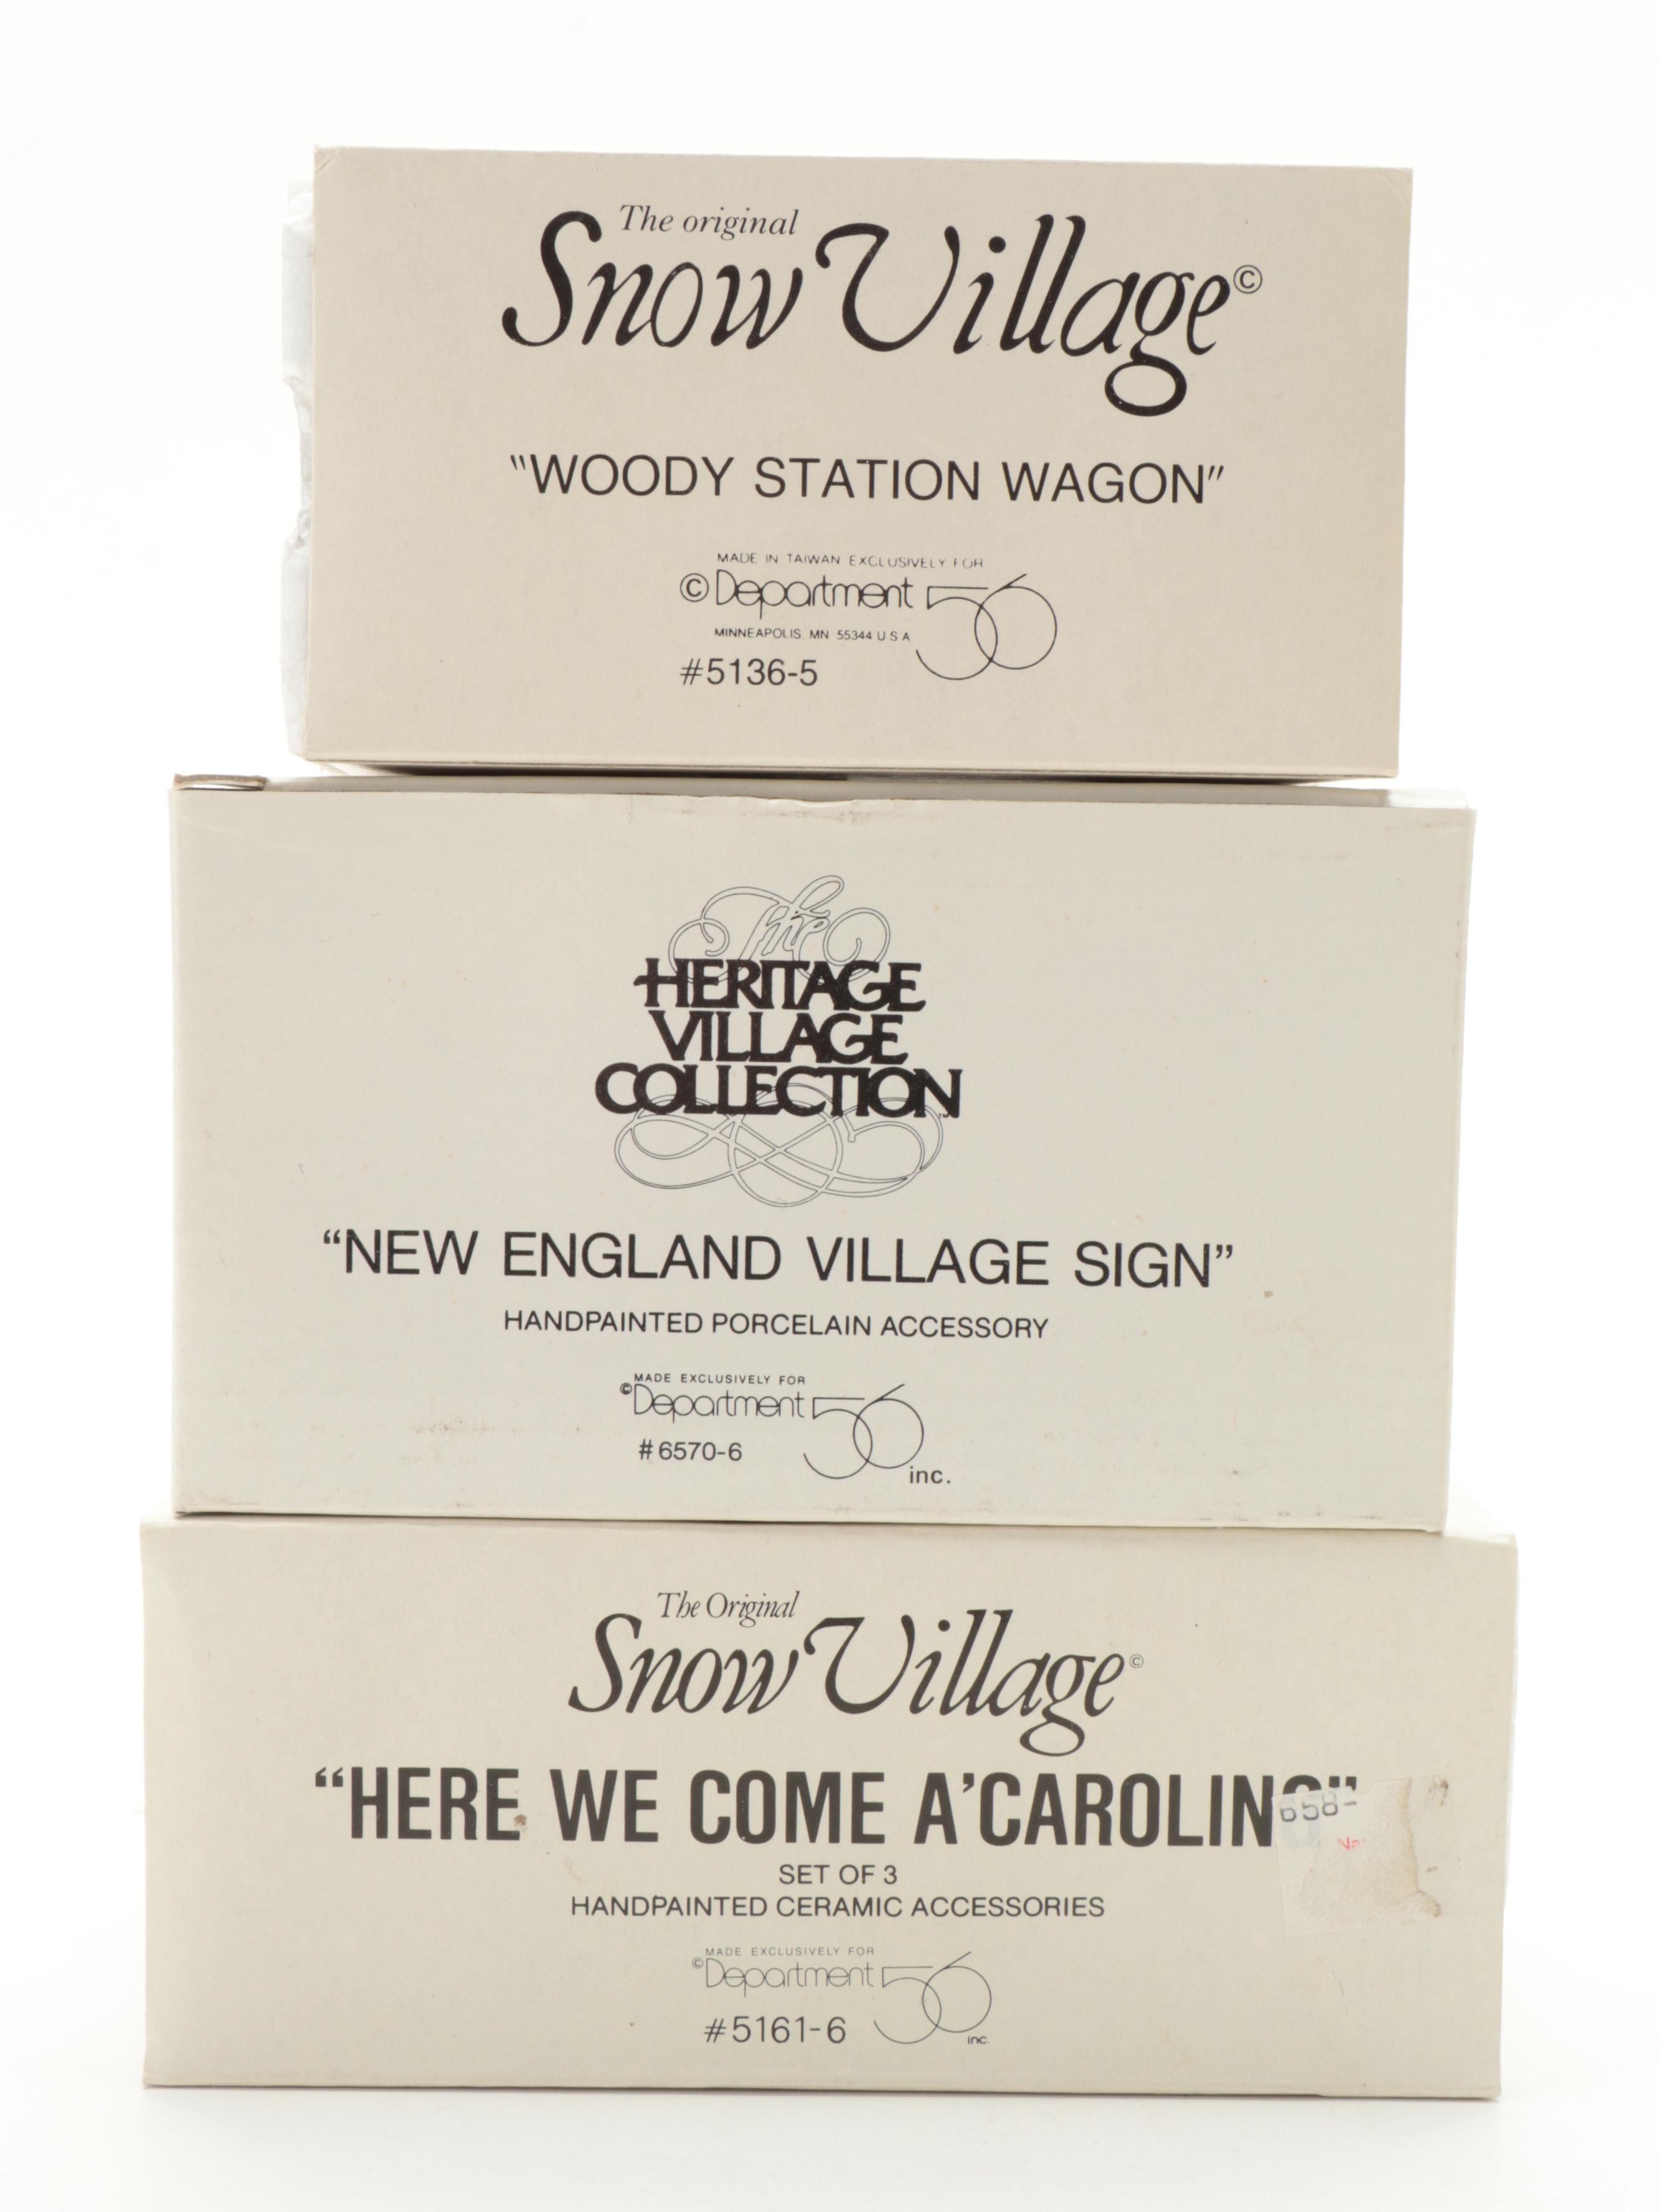 The original
Snow Village©
"WOODY STATION WAGON"
MADE IN TAIWAN EXCLUSIVELY FOR
© Department 56
MINNEAPOLIS, MN 55344 U S A
#5136-5
The
HERITAGE
VILLAGE
COLLECTION™
“NEW ENGLAND VILLAGE SIGN”
HANDPAINTED PORCELAIN ACCESSORY
MADE EXCLUSIVELY FOR
©Department 56
#6570-6
inc.
The Original
Snow Village©
“HERE WE COME A’CAROLING”
658-
SET OF 3
HANDPAINTED CERAMIC ACCESSORIES
MADE EXCLUSIVELY FOR
©Department 56
#5161-6
inc.